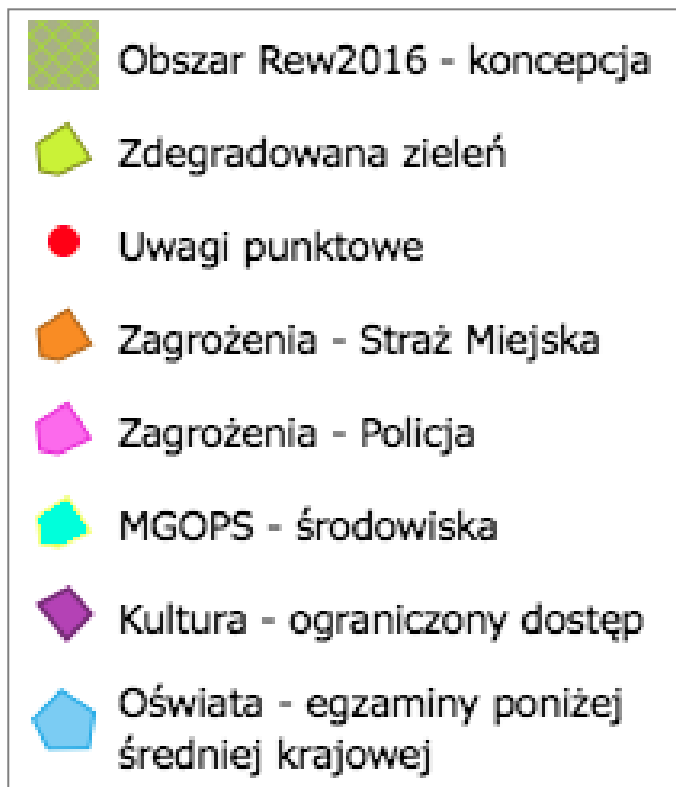 Obszar Rew2016 - koncepcja
Zdegradowana zieleń
Uwagi punktowe
Zagrożenia - Straż Miejska
Zagrożenia - Policja
MGOPS - środowiska
Kultura - ograniczony dostęp
Oświata - egzaminy poniżej
średniej krajowej